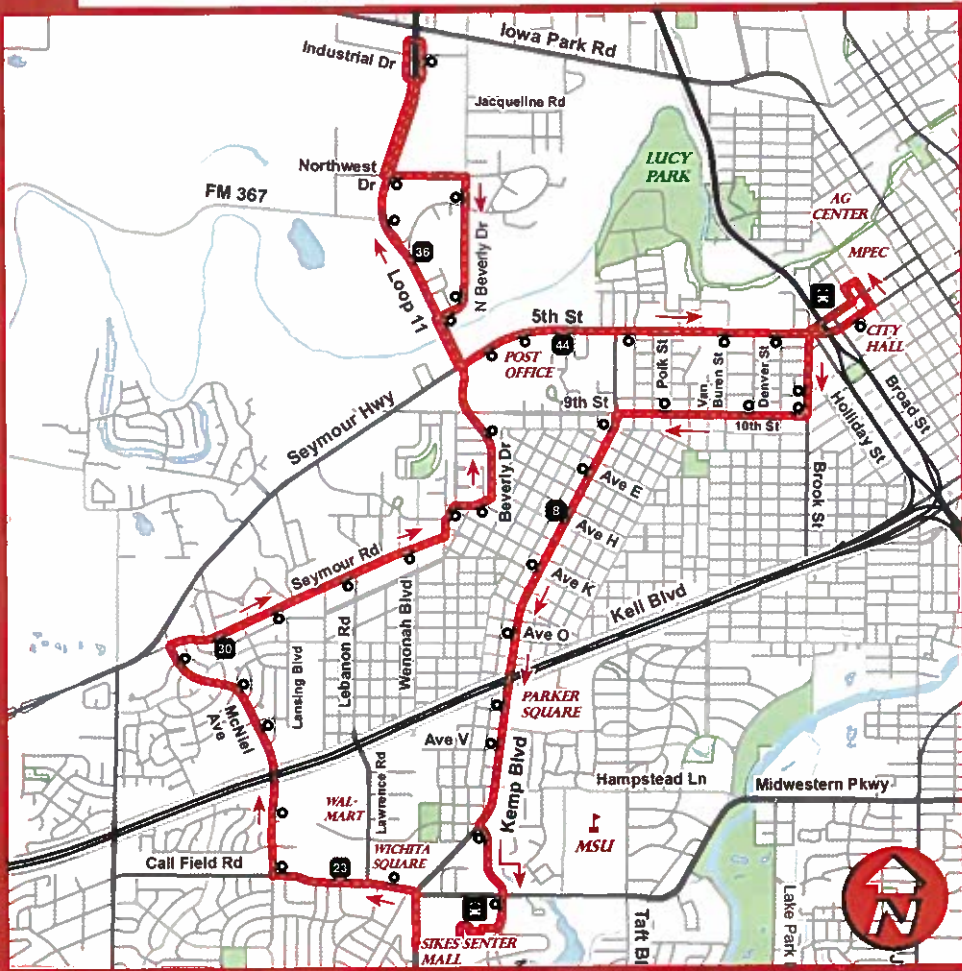 Iowa Park Rd
Industrial Dr
Jacqueline Rd
Northwest
Dr
LUCY
PARK
FM 367
AG
CENTER
MPEC
N Beverly Dr
36
Loop 11
5th St
CITY
HALL
44
POST
OFFICE
Polk St
Van
Buren St
Denver St
9th St
10th St
Broad St
Holliday St
Seymour Hwy
Beverly Dr
Ave E
Brook St
8
Ave H
Seymour Rd
Ave K
Kell Blvd
Wenonah Blvd
Ave O
Lebanon Rd
30
Lansing Blvd
PARKER
SQUARE
McNiel
Ave
Ave V
Kemp Blvd
Hampstead Ln
Midwestern Pkwy
Lawrence Rd
WAL-
MART
MSU
WICHITA
SQUARE
Call Field Rd
23
Lake Park
N
Taft Bl
SIKES SENTER
MALL